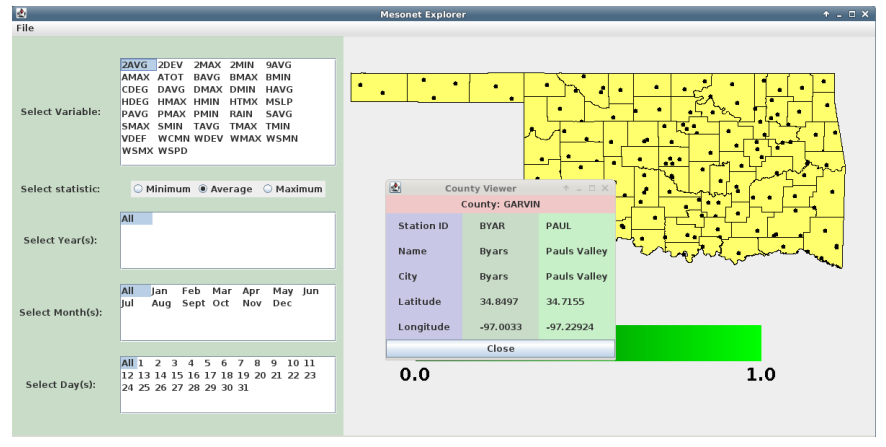 Mesonet Explorer
File
Select Variable:
2AVG 2DEV 2MAX 2MIN 9AVG
AMAX ATOT BAVG BMAX BMIN
CDEG DAVG DMAX DMIN HAVG
HDEG HMAX HMIN HTMX MSLP
PAVG PMAX PMIN RAIN SAVG
SMAX SMIN TAVG TMAX TMIN
VDEF WCMN WDEV WMAX WSMN
WSMX WSPD
Select statistic: Minimum Average Maximum
Select Year(s):
All
Select Month(s):
All Jan Feb Mar Apr May Jun
Jul Aug Sept Oct Nov Dec
Select Day(s):
All 1 2 3 4 5 6 7 8 9 10 11
12 13 14 15 16 17 18 19 20 21 22 23
24 25 26 27 28 29 30 31
County Viewer
County: GARVIN
Station ID BYAR PAUL
Name Byars Pauls Valley
City Byars Pauls Valley
Latitude 34.8497 34.7155
Longitude -97.0033 -97.22924
Close
0.0 1.0